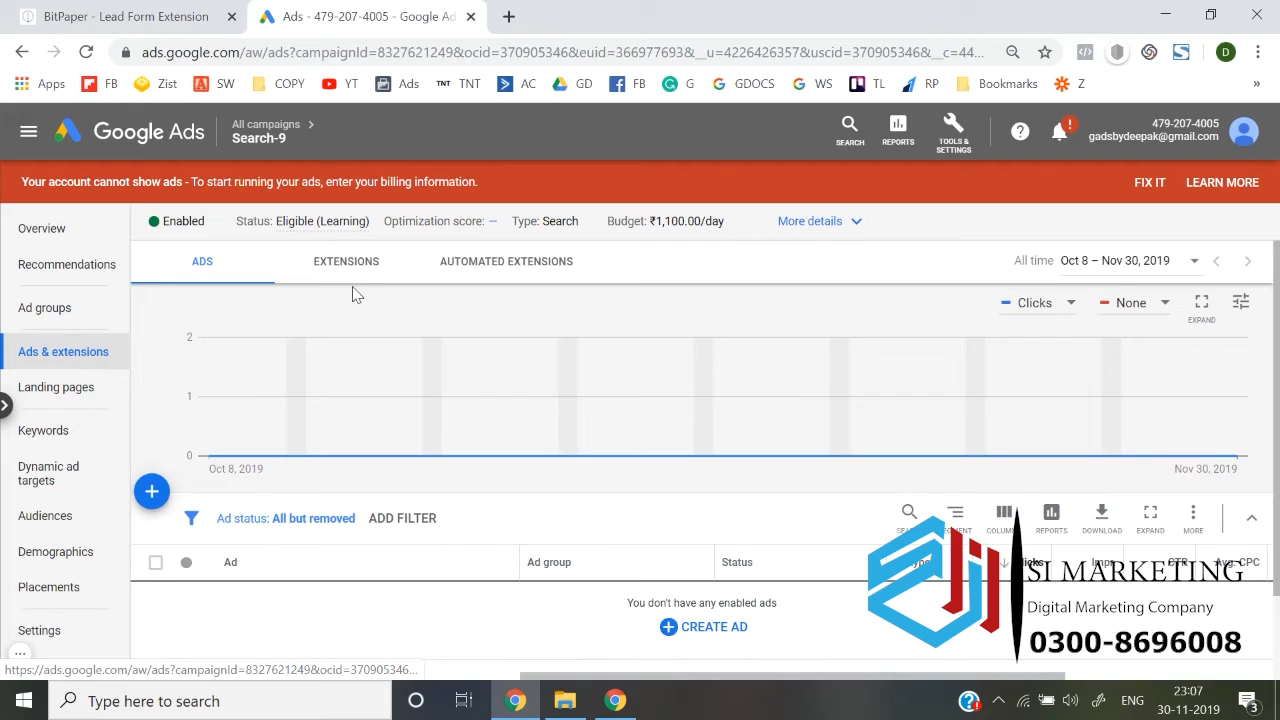 BitPaper - Lead Form Extension
Ads - 479-207-4005 - Google Ads
ads.google.com/aw/ads?campaignId=8327621249&ocid=370905346&euid=366977693&__u=4226426357&uscid=370905346&__c=44...
D
Apps FB Zist SW COPY YT Ads TNT TNT AC GD FB G GDOCS WS TL RP Bookmarks Z »
Google Ads
All campaigns
Search-9
SEARCH
REPORTS
TOOLS &
SETTINGS
479-207-4005
gadsbydeepak@gmail.com
Your account cannot show ads - To start running your ads, enter your billing information.
FIX IT LEARN MORE
Enabled Status: Eligible (Learning) Optimization score: – Type: Search Budget: ₹1,100.00/day More details
Overview
Recommendations
Ad groups
Ads & extensions
Landing pages
Keywords
Dynamic ad
targets
Audiences
Demographics
Placements
Settings
...
ADS EXTENSIONS AUTOMATED EXTENSIONS
All time Oct 8 – Nov 30, 2019
Clicks None
EXPAND
2
1
0
Oct 8, 2019 Nov 30, 2019
Ad status: All but removed ADD FILTER
REPORTS DOWNLOAD EXPAND MORE
Ad Ad group Status CTR Avg. CPC
You don't have any enabled ads
CREATE AD
SI MARKETING
Digital Marketing Company
0300-8696008
https://ads.google.com/aw/ads?campaignId=8327621249&ocid=370905346...
Type here to search
ENG
23:07
30-11-2019
3